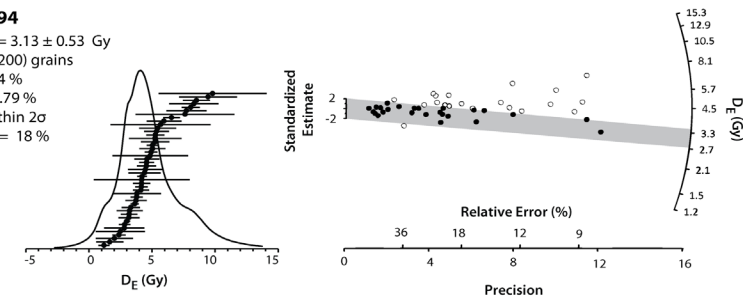 94
= 3.13 ± 0.53 Gy
200) grains
4 %
.79 %
thin 2σ
= 18 %
-5 0 5 10 15
D_E (Gy)
Standardized
Estimate
2
-2
15.3
12.9
10.5
8.1
5.7
4.5
3.3
2.7
2.1
1.5
1.2
D_E (Gy)
Relative Error (%)
36 18 12 9
0 4 8 12 16
Precision